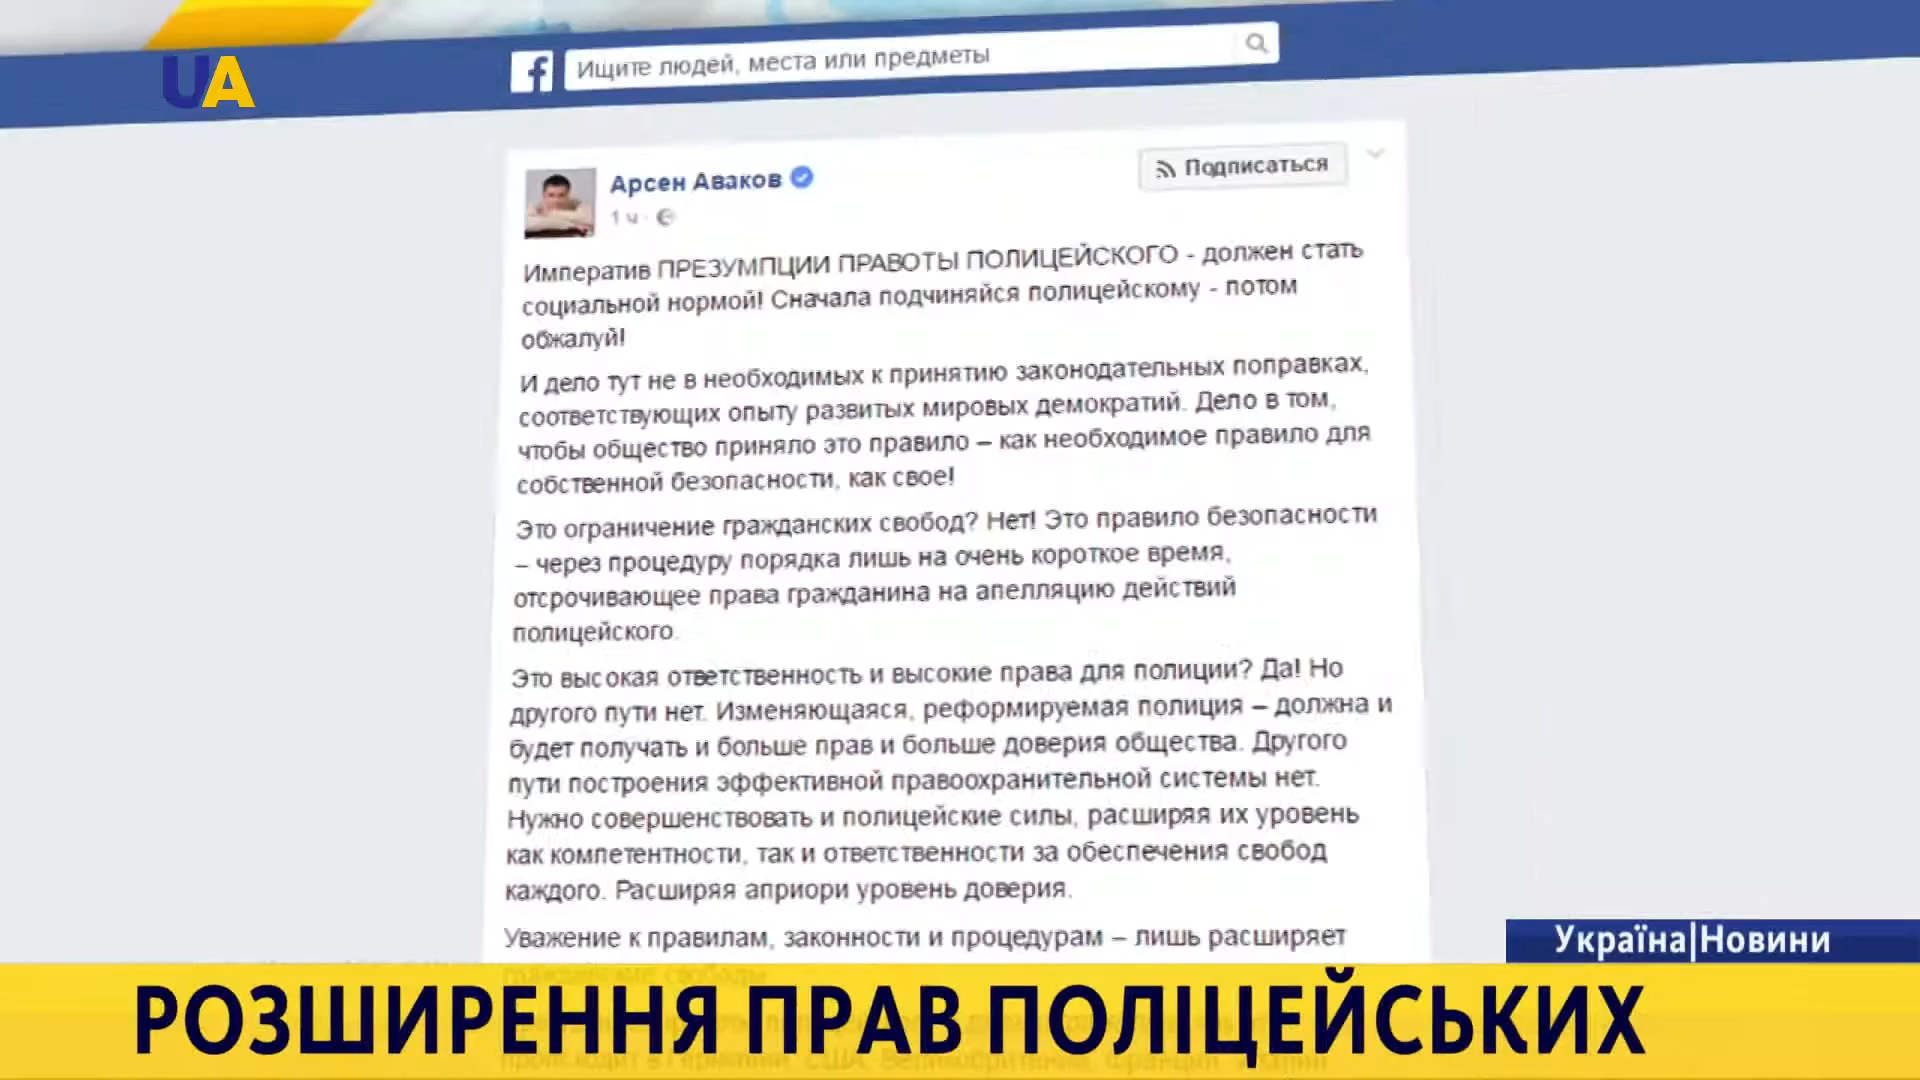 UA
Ищите людей, места или предметы
Арсен Аваков
Подписаться
1 ч ·
Императив ПРЕЗУМПЦИИ ПРАВОТЫ ПОЛИЦЕЙСКОГО - должен стать
социальной нормой! Сначала подчиняйся полицейскому - потом
обжалуй!
И дело тут не в необходимых к принятию законодательных поправках,
соответствующих опыту развитых мировых демократий. Дело в том,
чтобы общество приняло это правило – как необходимое правило для
собственной безопасности, как свое!
Это ограничение гражданских свобод? Нет! Это правило безопасности
– через процедуру порядка лишь на очень короткое время,
отсрочивающее права гражданина на апелляцию действий
полицейского.
Это высокая ответственность и высокие права для полиции? Да! Но
другого пути нет. Изменяющаяся, реформируемая полиция – должна и
будет получать и больше прав и больше доверия общества. Другого
пути построения эффективной правоохранительной системы нет.
Нужно совершенствовать и полицейские силы, расширяя их уровень
как компетентности, так и ответственности за обеспечения свобод
каждого. Расширяя априори уровень доверия.
Уважение к правилам, законности и процедурам – лишь расширяет
гражданские свободы
Україна|Новини
РОЗШИРЕННЯ ПРАВ ПОЛІЦЕЙСЬКИХ
происходит в Германии, США, Великобритании, Франции,